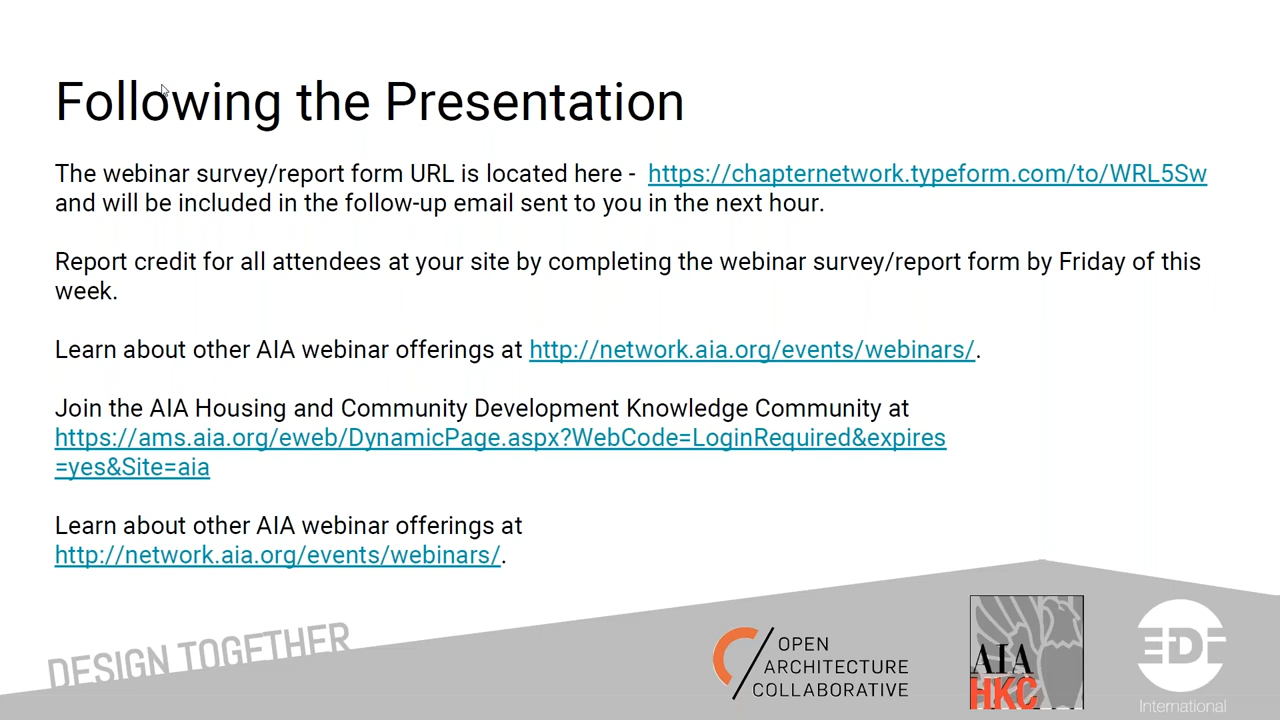 Following the Presentation
The webinar survey/report form URL is located here - https://chapternetwork.typeform.com/to/WRL5Sw
and will be included in the follow-up email sent to you in the next hour.
Report credit for all attendees at your site by completing the webinar survey/report form by Friday of this
week.
Learn about other AIA webinar offerings at http://network.aia.org/events/webinars/.
Join the AIA Housing and Community Development Knowledge Community at
https://ams.aia.org/eweb/DynamicPage.aspx?WebCode=LoginRequired&expires
=yes&Site=aia
Learn about other AIA webinar offerings at
http://network.aia.org/events/webinars/.
DESIGN TOGETHER
OPEN
ARCHITECTURE
COLLABORATIVE
AIA
HKC
International